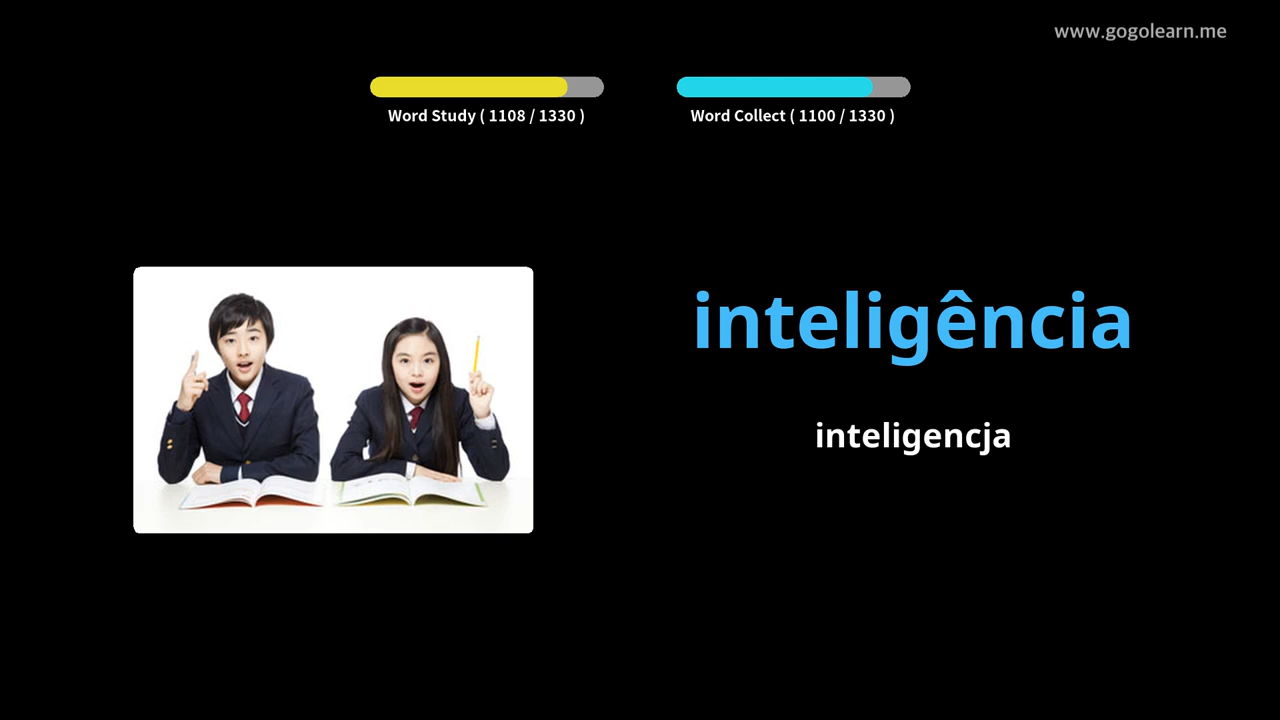 www.gogolearn.me
Word Study ( 1108 / 1330 )
Word Collect ( 1100 / 1330 )
inteligência
inteligencja